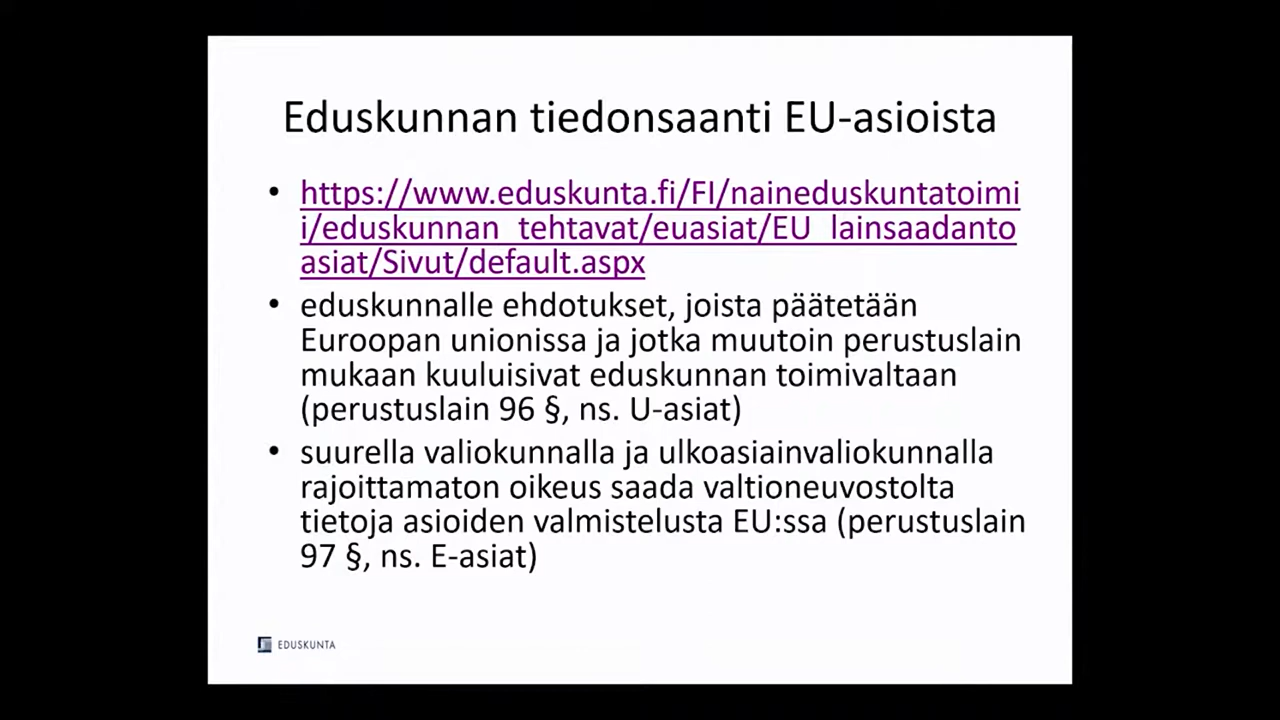 Eduskunnan tiedonsaanti EU-asioista
• https://www.eduskunta.fi/FI/naineduskuntatoimi
i/eduskunnan_tehtavat/euasiat/EU_lainsaadanto
asiat/Sivut/default.aspx
• eduskunnalle ehdotukset, joista päätetään
Euroopan unionissa ja jotka muutoin perustuslain
mukaan kuuluisivat eduskunnan toimivaltaan
(perustuslain 96 §, ns. U-asiat)
• suurella valiokunnalla ja ulkoasiainvaliokunnalla
rajoittamaton oikeus saada valtioneuvostolta
tietoja asioiden valmistelusta EU:ssa (perustuslain
97 §, ns. E-asiat)
EDUSKUNTA